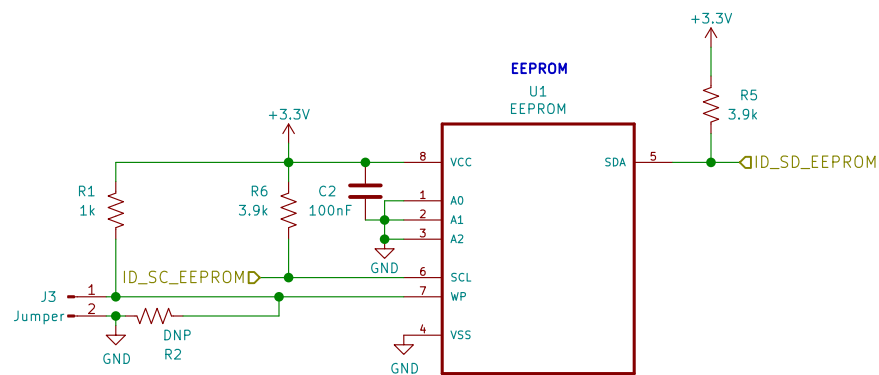 +3.3V
EEPROM
U1
EEPROM
R5
3.9k
+3.3V
8 VCC
SDA 5
ID_SD_EEPROM
R1
1k
R6
3.9k
C2
100nF
1 A0
2 A1
3 A2
GND
ID_SC_EEPROM
6 SCL
J3 1
7 WP
Jumper 2
DNP
R2
GND
4 VSS
GND